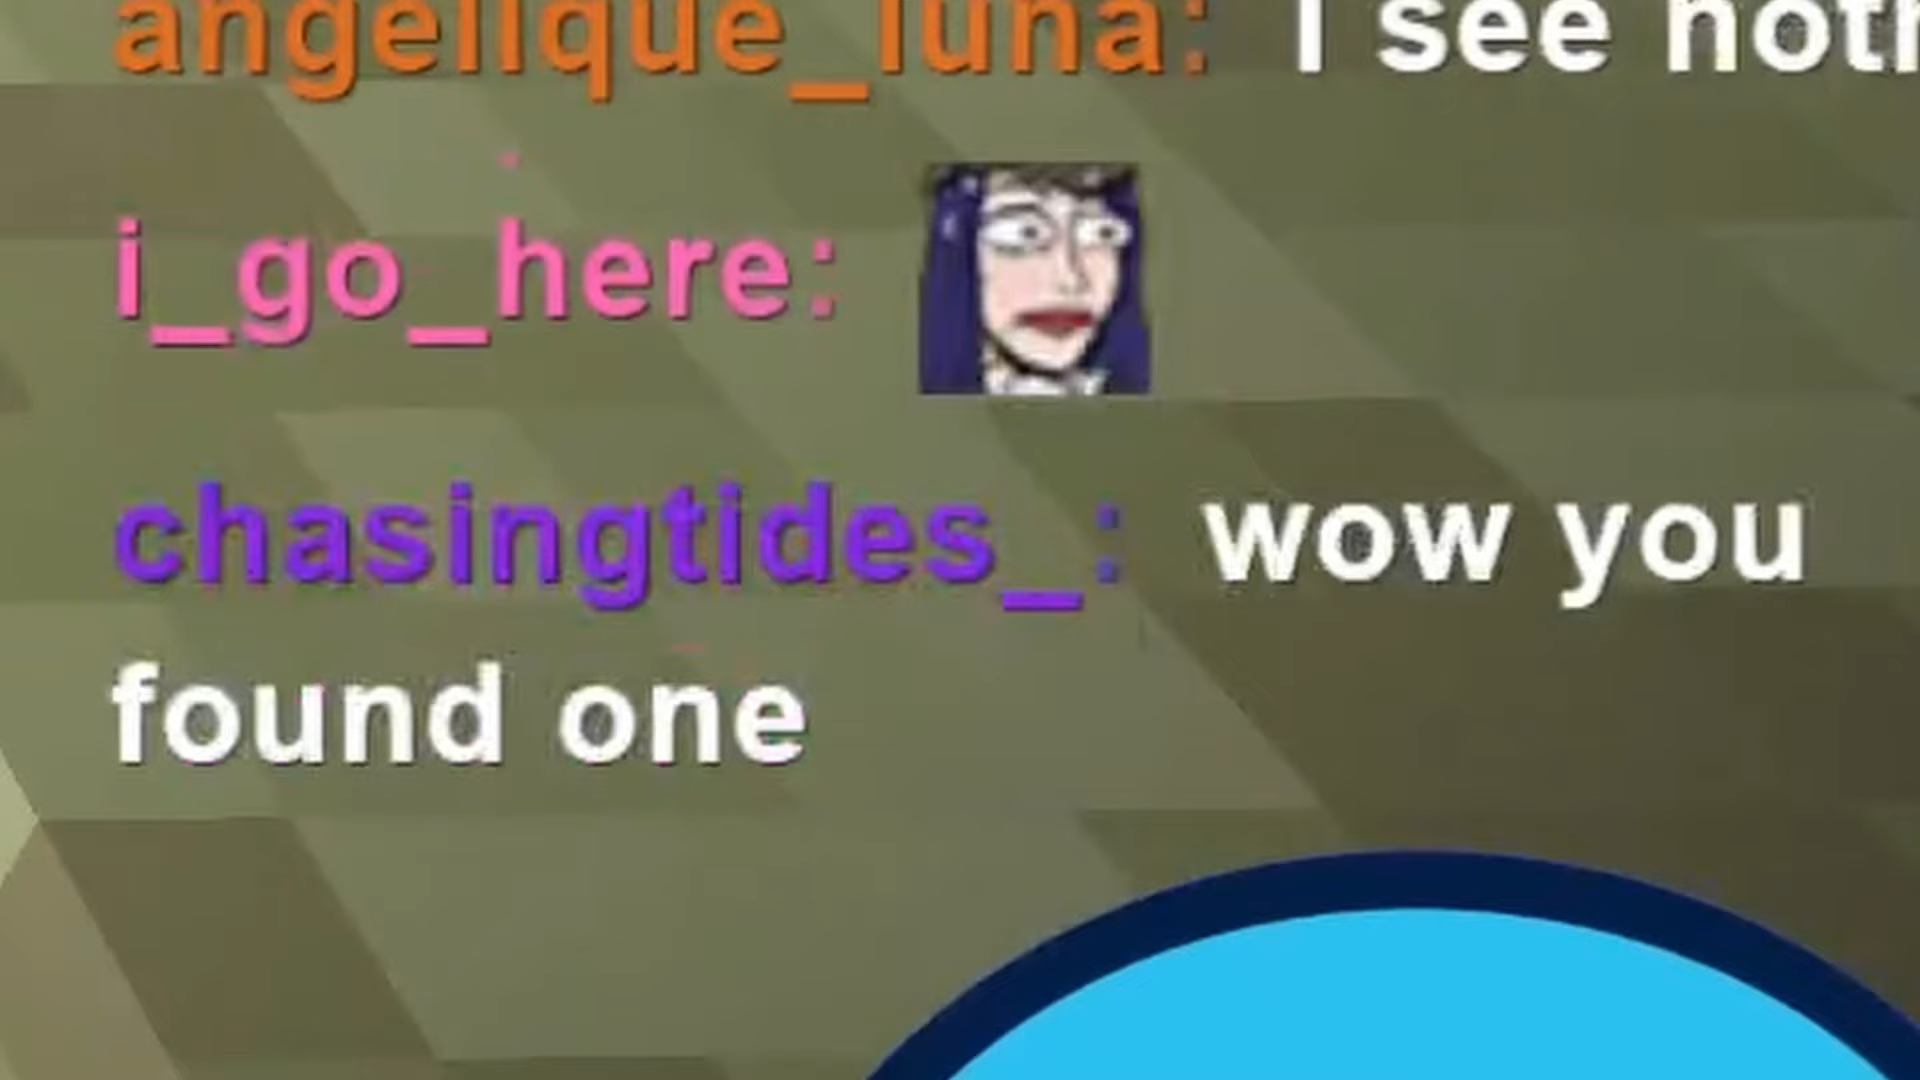 angelique_luna: I see
i_go_here:
chasingtides_: wow you
found one